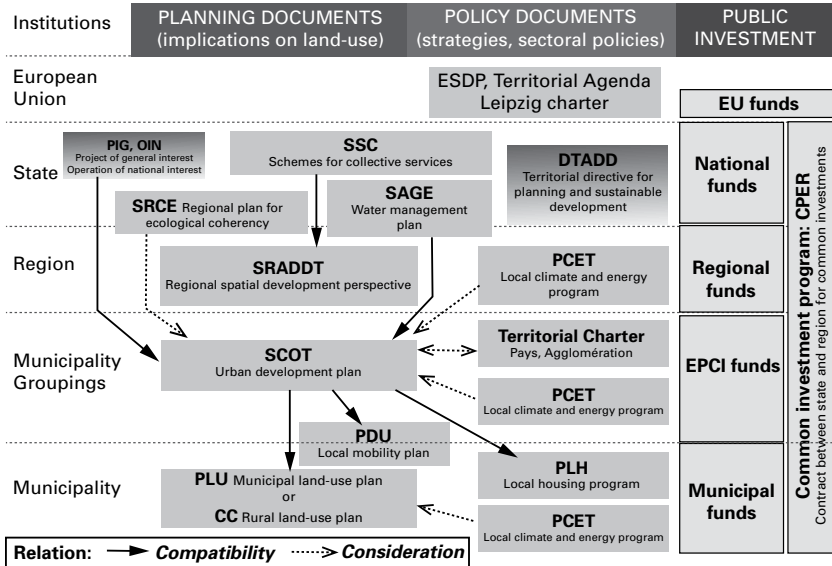 Institutions
PLANNING DOCUMENTS
(implications on land-use)
POLICY DOCUMENTS
(strategies, sectoral policies)
PUBLIC
INVESTMENT
European
Union
ESDP, Territorial Agenda
Leipzig charter
EU funds
State
PIG, OIN
Project of general interest
Operation of national interest
SSC
Schemes for collective services
DTADD
Territorial directive for
planning and sustainable
development
National
funds
SRCE Regional plan for
ecological coherency
SAGE
Water management
plan
Region
SRADDT
Regional spatial development perspective
PCET
Local climate and energy
program
Regional
funds
Municipality
Groupings
SCOT
Urban development plan
Territorial Charter
Pays, Agglomération
EPCI funds
PCET
Local climate and energy program
PDU
Local mobility plan
Municipality
PLU Municipal land-use plan
or
CC Rural land-use plan
PLH
Local housing program
PCET
Local climate and energy program
Municipal
funds
Common investment program: CPER
Contract between state and region for common investments
Relation: Compatibility Consideration